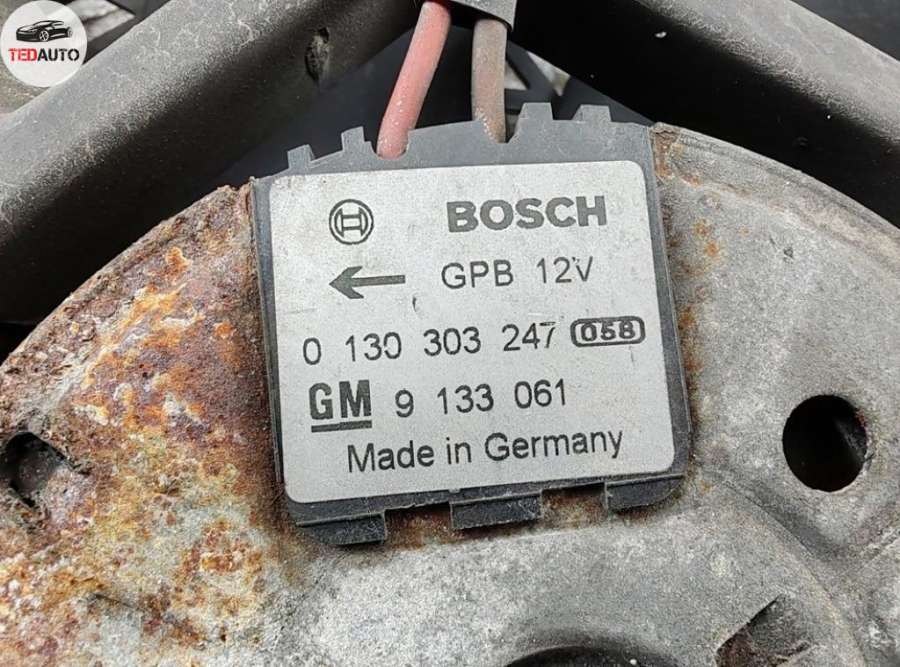 TEDAUTO
BOSCH
GPB 12V
0 130 303 247 058
GM 9 133 061
Made in Germany